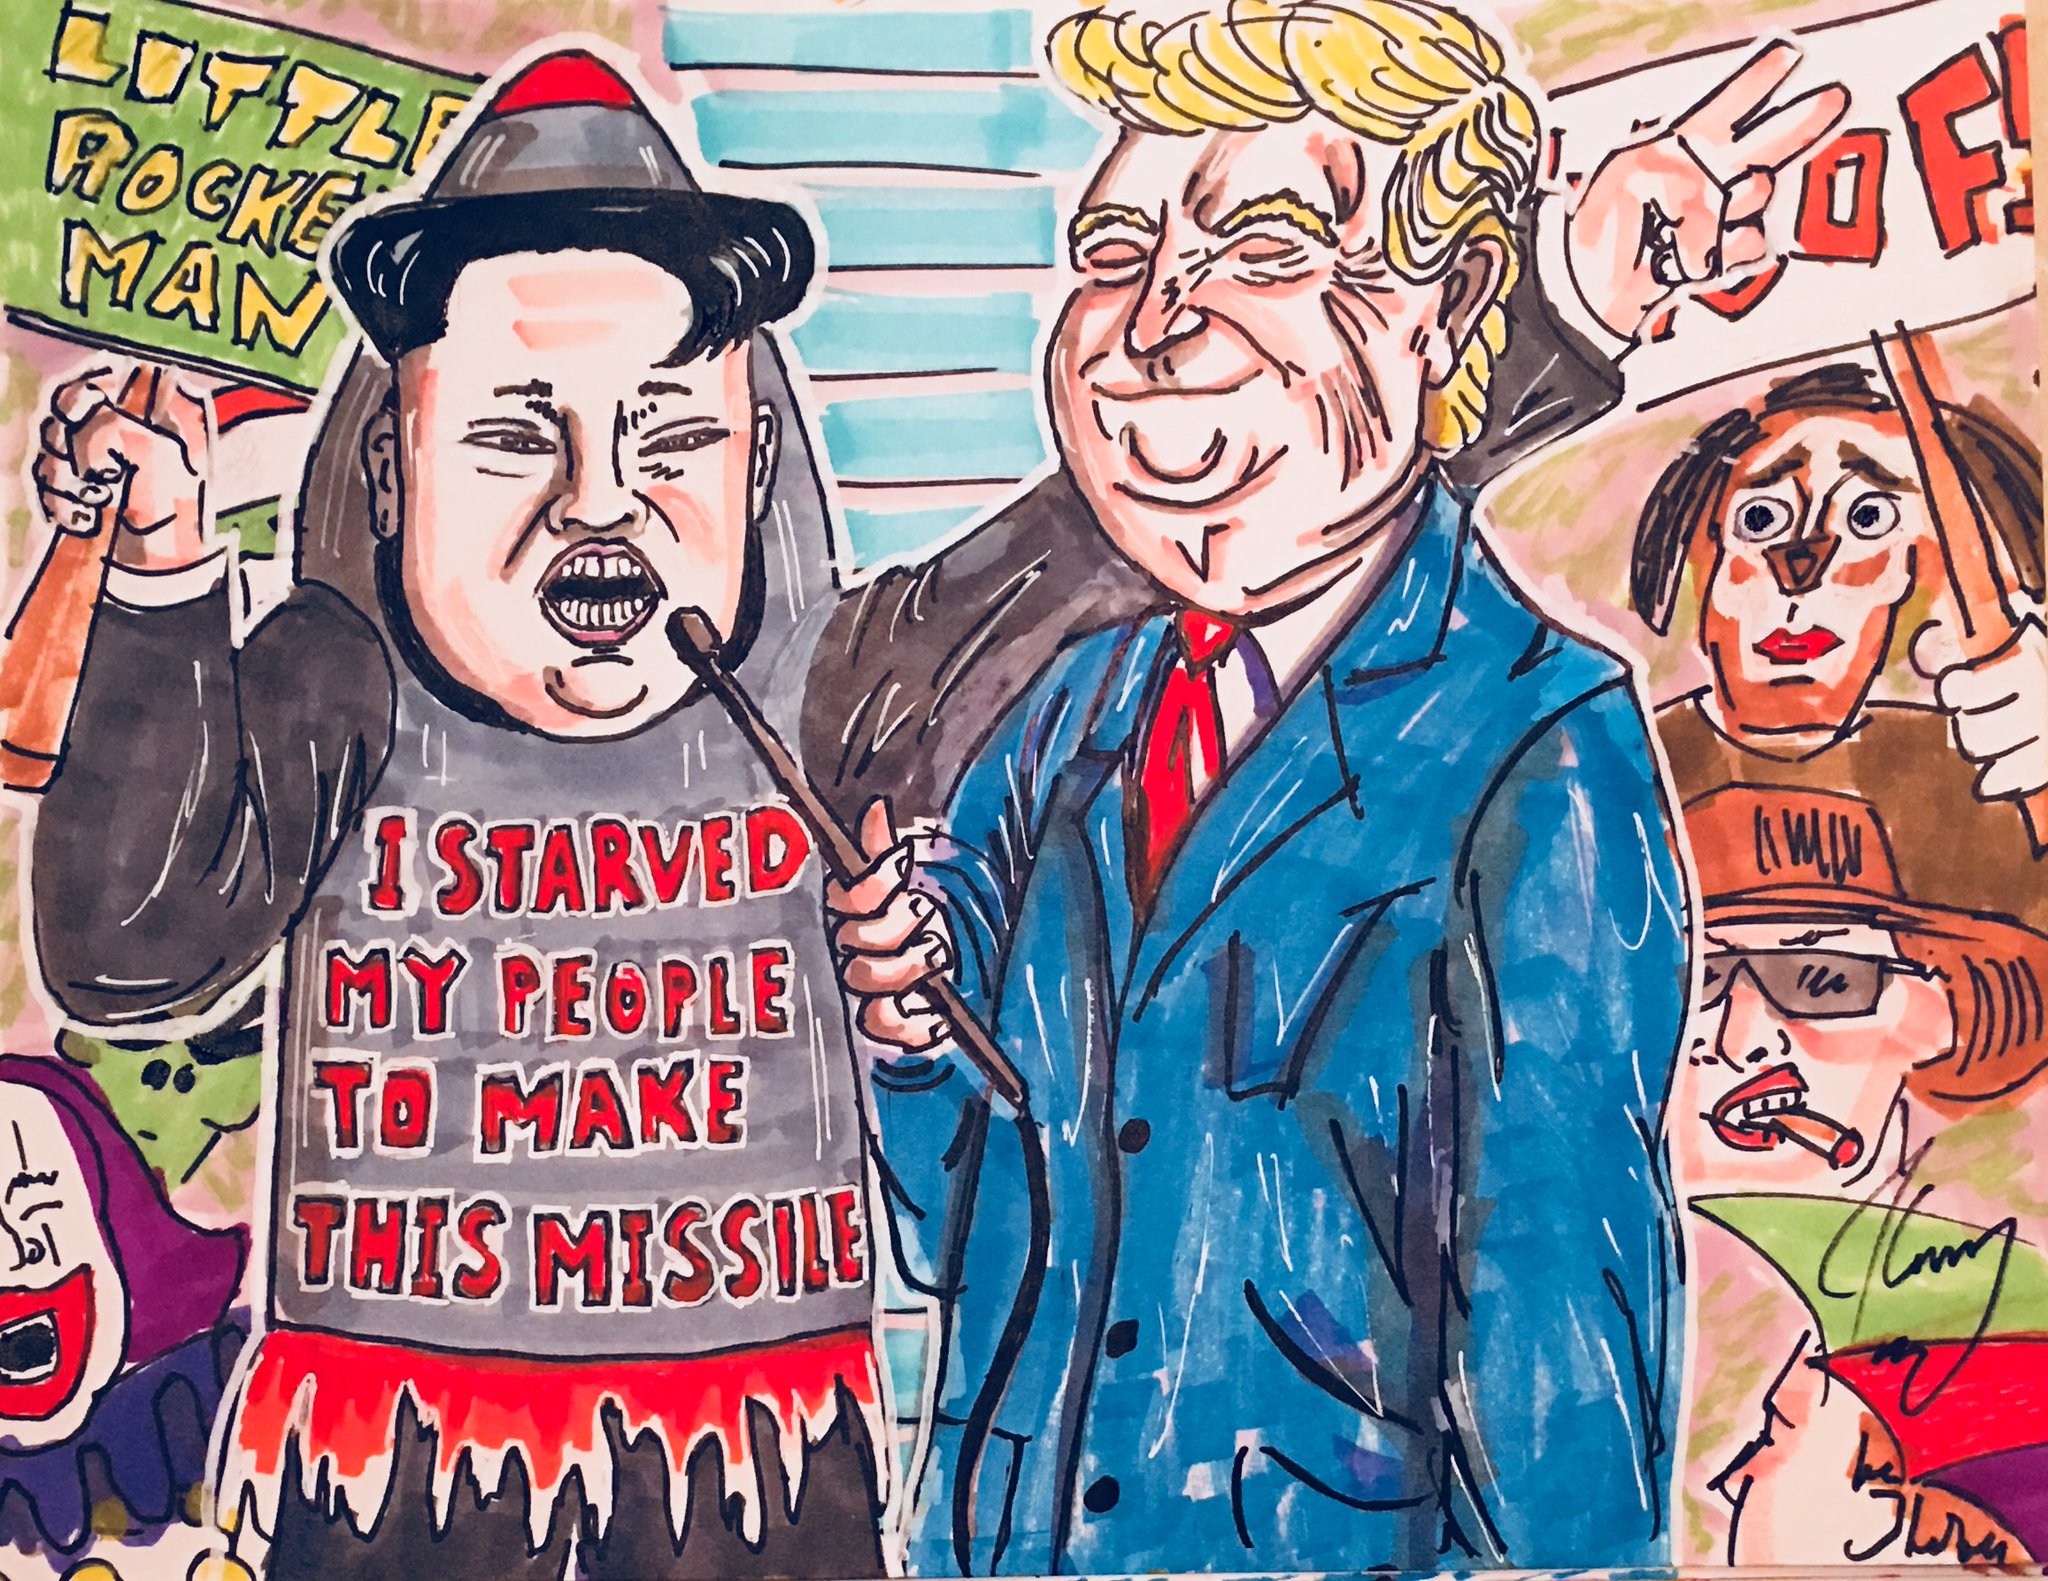 LITTLE
ROCKE
MAN
OF!
I STARVED
MY PEOPLE
TO MAKE
THIS MISSILE